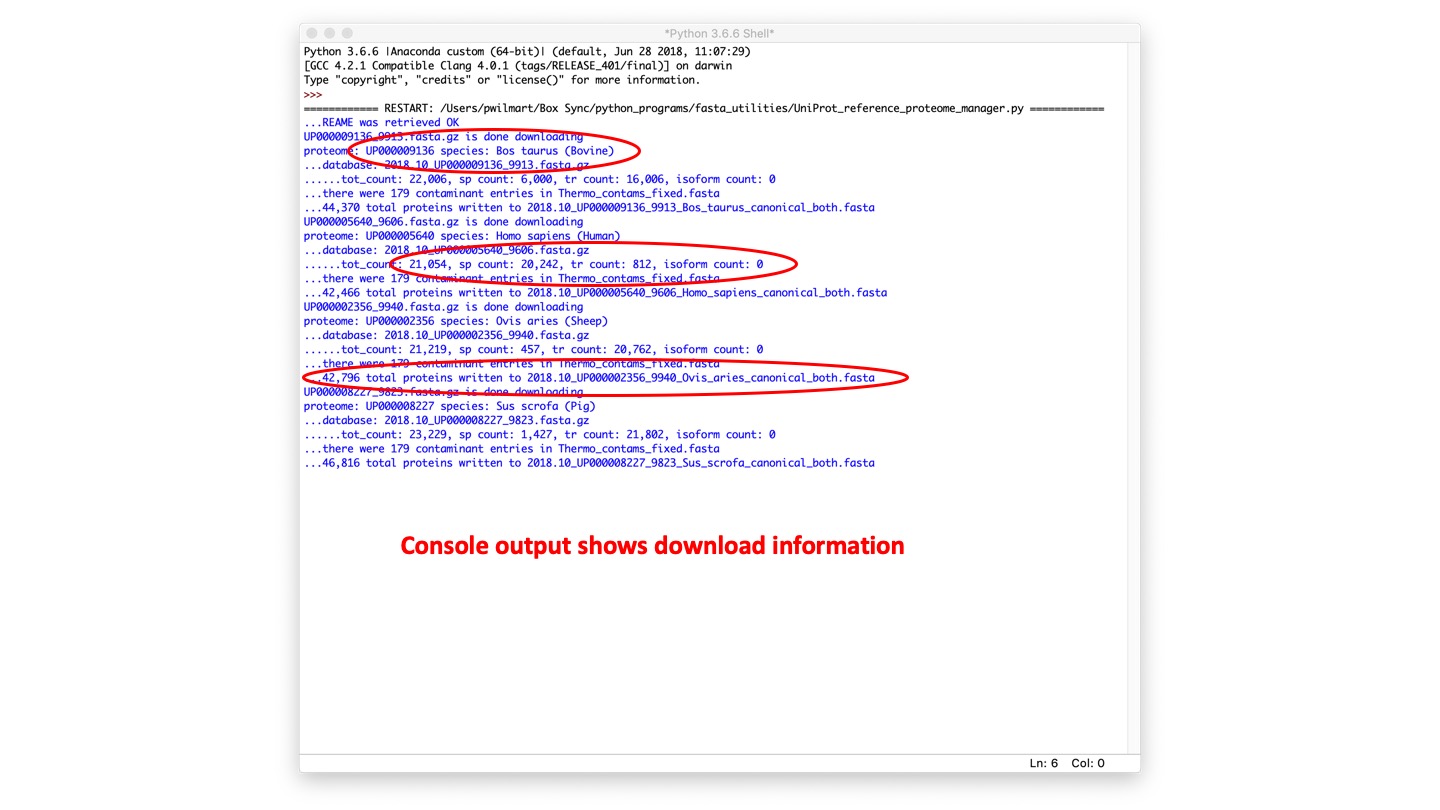 *Python 3.6.6 Shell*
Python 3.6.6 |Anaconda custom (64-bit)| (default, Jun 28 2018, 11:07:29)
[GCC 4.2.1 Compatible Clang 4.0.1 (tags/RELEASE_401/final)] on darwin
Type "copyright", "credits" or "license()" for more information.
>>>
============ RESTART: /Users/pwilmart/Box Sync/python_programs/fasta_utilities/UniProt_reference_proteome_manager.py ============
...REAME was retrieved OK
UP000009136_9913.fasta.gz is done downloading
proteome: UP000009136 species: Bos taurus (Bovine)
...database: 2018.10_UP000009136_9913.fasta.gz
......tot_count: 22,006, sp count: 6,000, tr count: 16,006, isoform count: 0
...there were 179 contaminant entries in Thermo_contams_fixed.fasta
...44,370 total proteins written to 2018.10_UP000009136_9913_Bos_taurus_canonical_both.fasta
UP000005640_9606.fasta.gz is done downloading
proteome: UP000005640 species: Homo sapiens (Human)
...database: 2018.10_UP000005640_9606.fasta.gz
......tot_count: 21,054, sp count: 20,242, tr count: 812, isoform count: 0
...there were 179 contaminant entries in Thermo_contams_fixed.fasta
...42,466 total proteins written to 2018.10_UP000005640_9606_Homo_sapiens_canonical_both.fasta
UP000002356_9940.fasta.gz is done downloading
proteome: UP000002356 species: Ovis aries (Sheep)
...database: 2018.10_UP000002356_9940.fasta.gz
......tot_count: 21,219, sp count: 457, tr count: 20,762, isoform count: 0
...there were 179 contaminant entries in Thermo_contams_fixed.fasta
...42,796 total proteins written to 2018.10_UP000002356_9940_Ovis_aries_canonical_both.fasta
UP000008227_9823.fasta.gz is done downloading
proteome: UP000008227 species: Sus scrofa (Pig)
...database: 2018.10_UP000008227_9823.fasta.gz
......tot_count: 23,229, sp count: 1,427, tr count: 21,802, isoform count: 0
...there were 179 contaminant entries in Thermo_contams_fixed.fasta
...46,816 total proteins written to 2018.10_UP000008227_9823_Sus_scrofa_canonical_both.fasta
Console output shows download information
Ln: 6 Col: 0